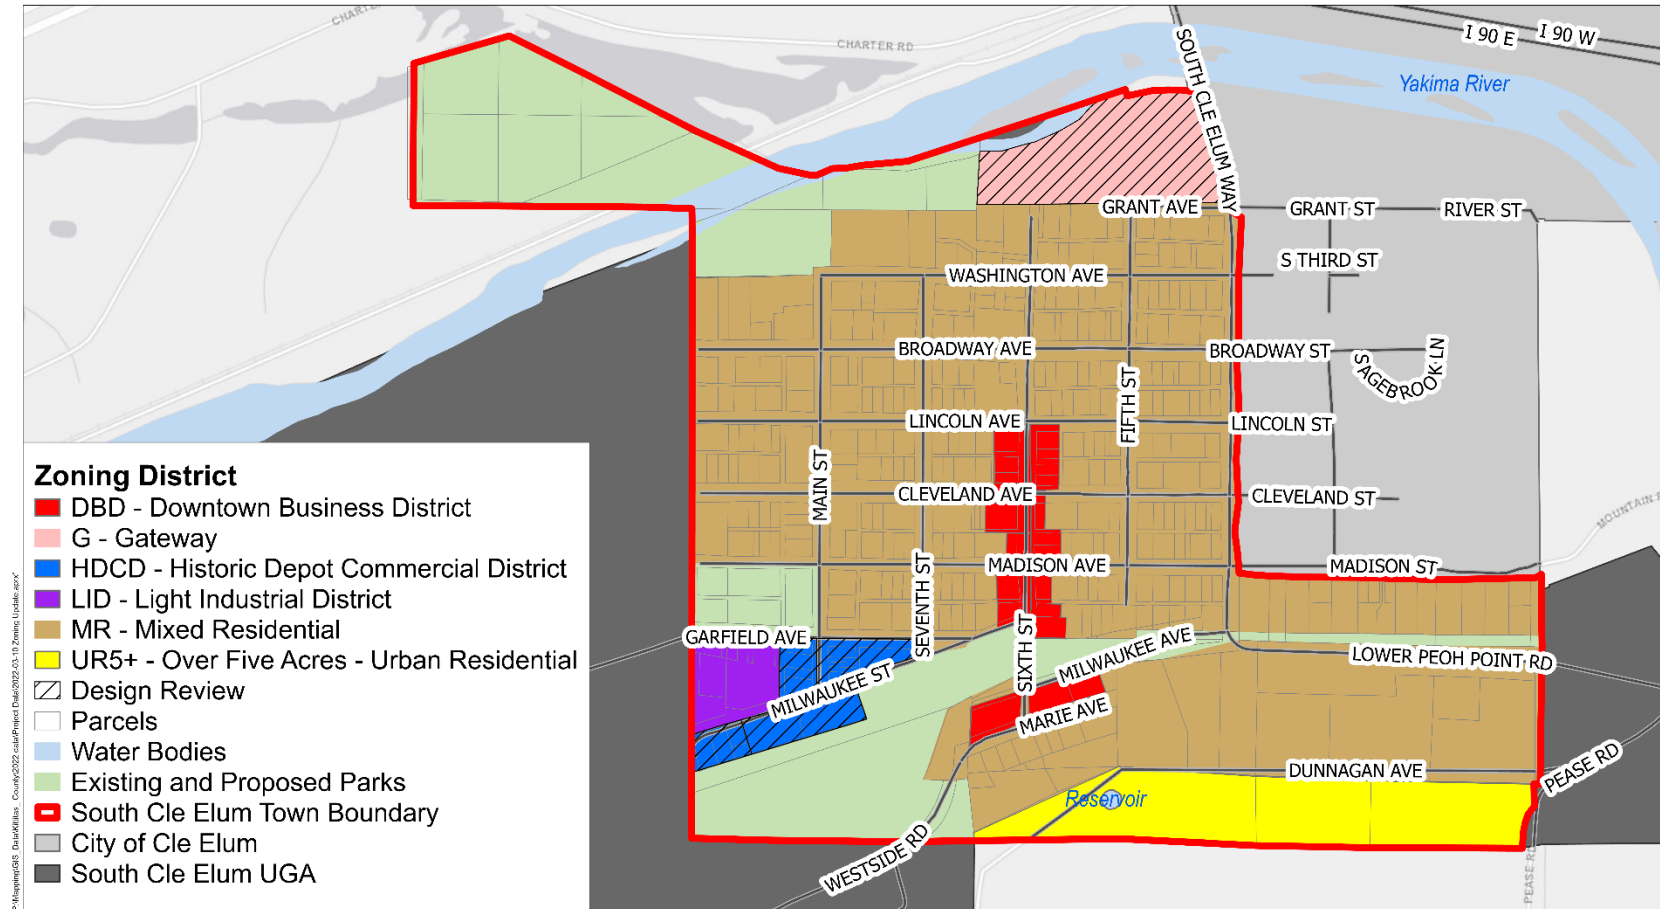 CHARTER RD
I 90 E
I 90 W
SOUTH CLE ELUM WAY
Yakima River
GRANT AVE
GRANT ST
RIVER ST
WASHINGTON AVE
S THIRD ST
BROADWAY AVE
BROADWAY ST
SAGEBROOK LN
FIFTH ST
LINCOLN AVE
LINCOLN ST
MAIN ST
CLEVELAND AVE
CLEVELAND ST
SEVENTH ST
MADISON AVE
MADISON ST
GARFIELD AVE
SIXTH ST
MILWAUKEE AVE
LOWER PEOH POINT RD
MILWAUKEE ST
MARIE AVE
DUNNAGAN AVE
PEASE RD
Reservoir
WESTSIDE RD
PEASE RD
Zoning District
DBD - Downtown Business District
G - Gateway
HDCD - Historic Depot Commercial District
LID - Light Industrial District
MR - Mixed Residential
UR5+ - Over Five Acres - Urban Residential
Design Review
Parcels
Water Bodies
Existing and Proposed Parks
South Cle Elum Town Boundary
City of Cle Elum
South Cle Elum UGA